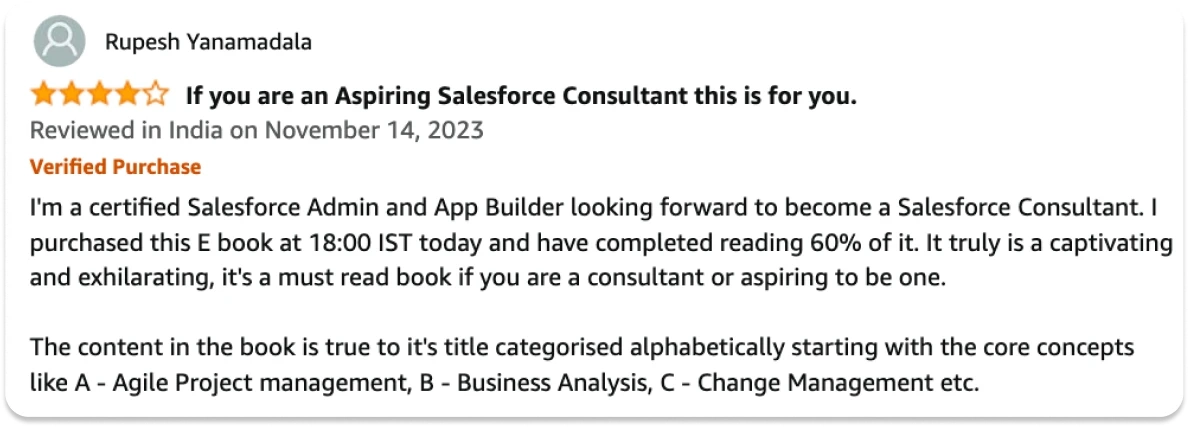 Rupesh Yanamadala
If you are an Aspiring Salesforce Consultant this is for you.
Reviewed in India on November 14, 2023
Verified Purchase
I'm a certified Salesforce Admin and App Builder looking forward to become a Salesforce Consultant. I
purchased this E book at 18:00 IST today and have completed reading 60% of it. It truly is a captivating
and exhilarating, it's a must read book if you are a consultant or aspiring to be one.
The content in the book is true to it's title categorised alphabetically starting with the core concepts
like A - Agile Project management, B - Business Analysis, C - Change Management etc.